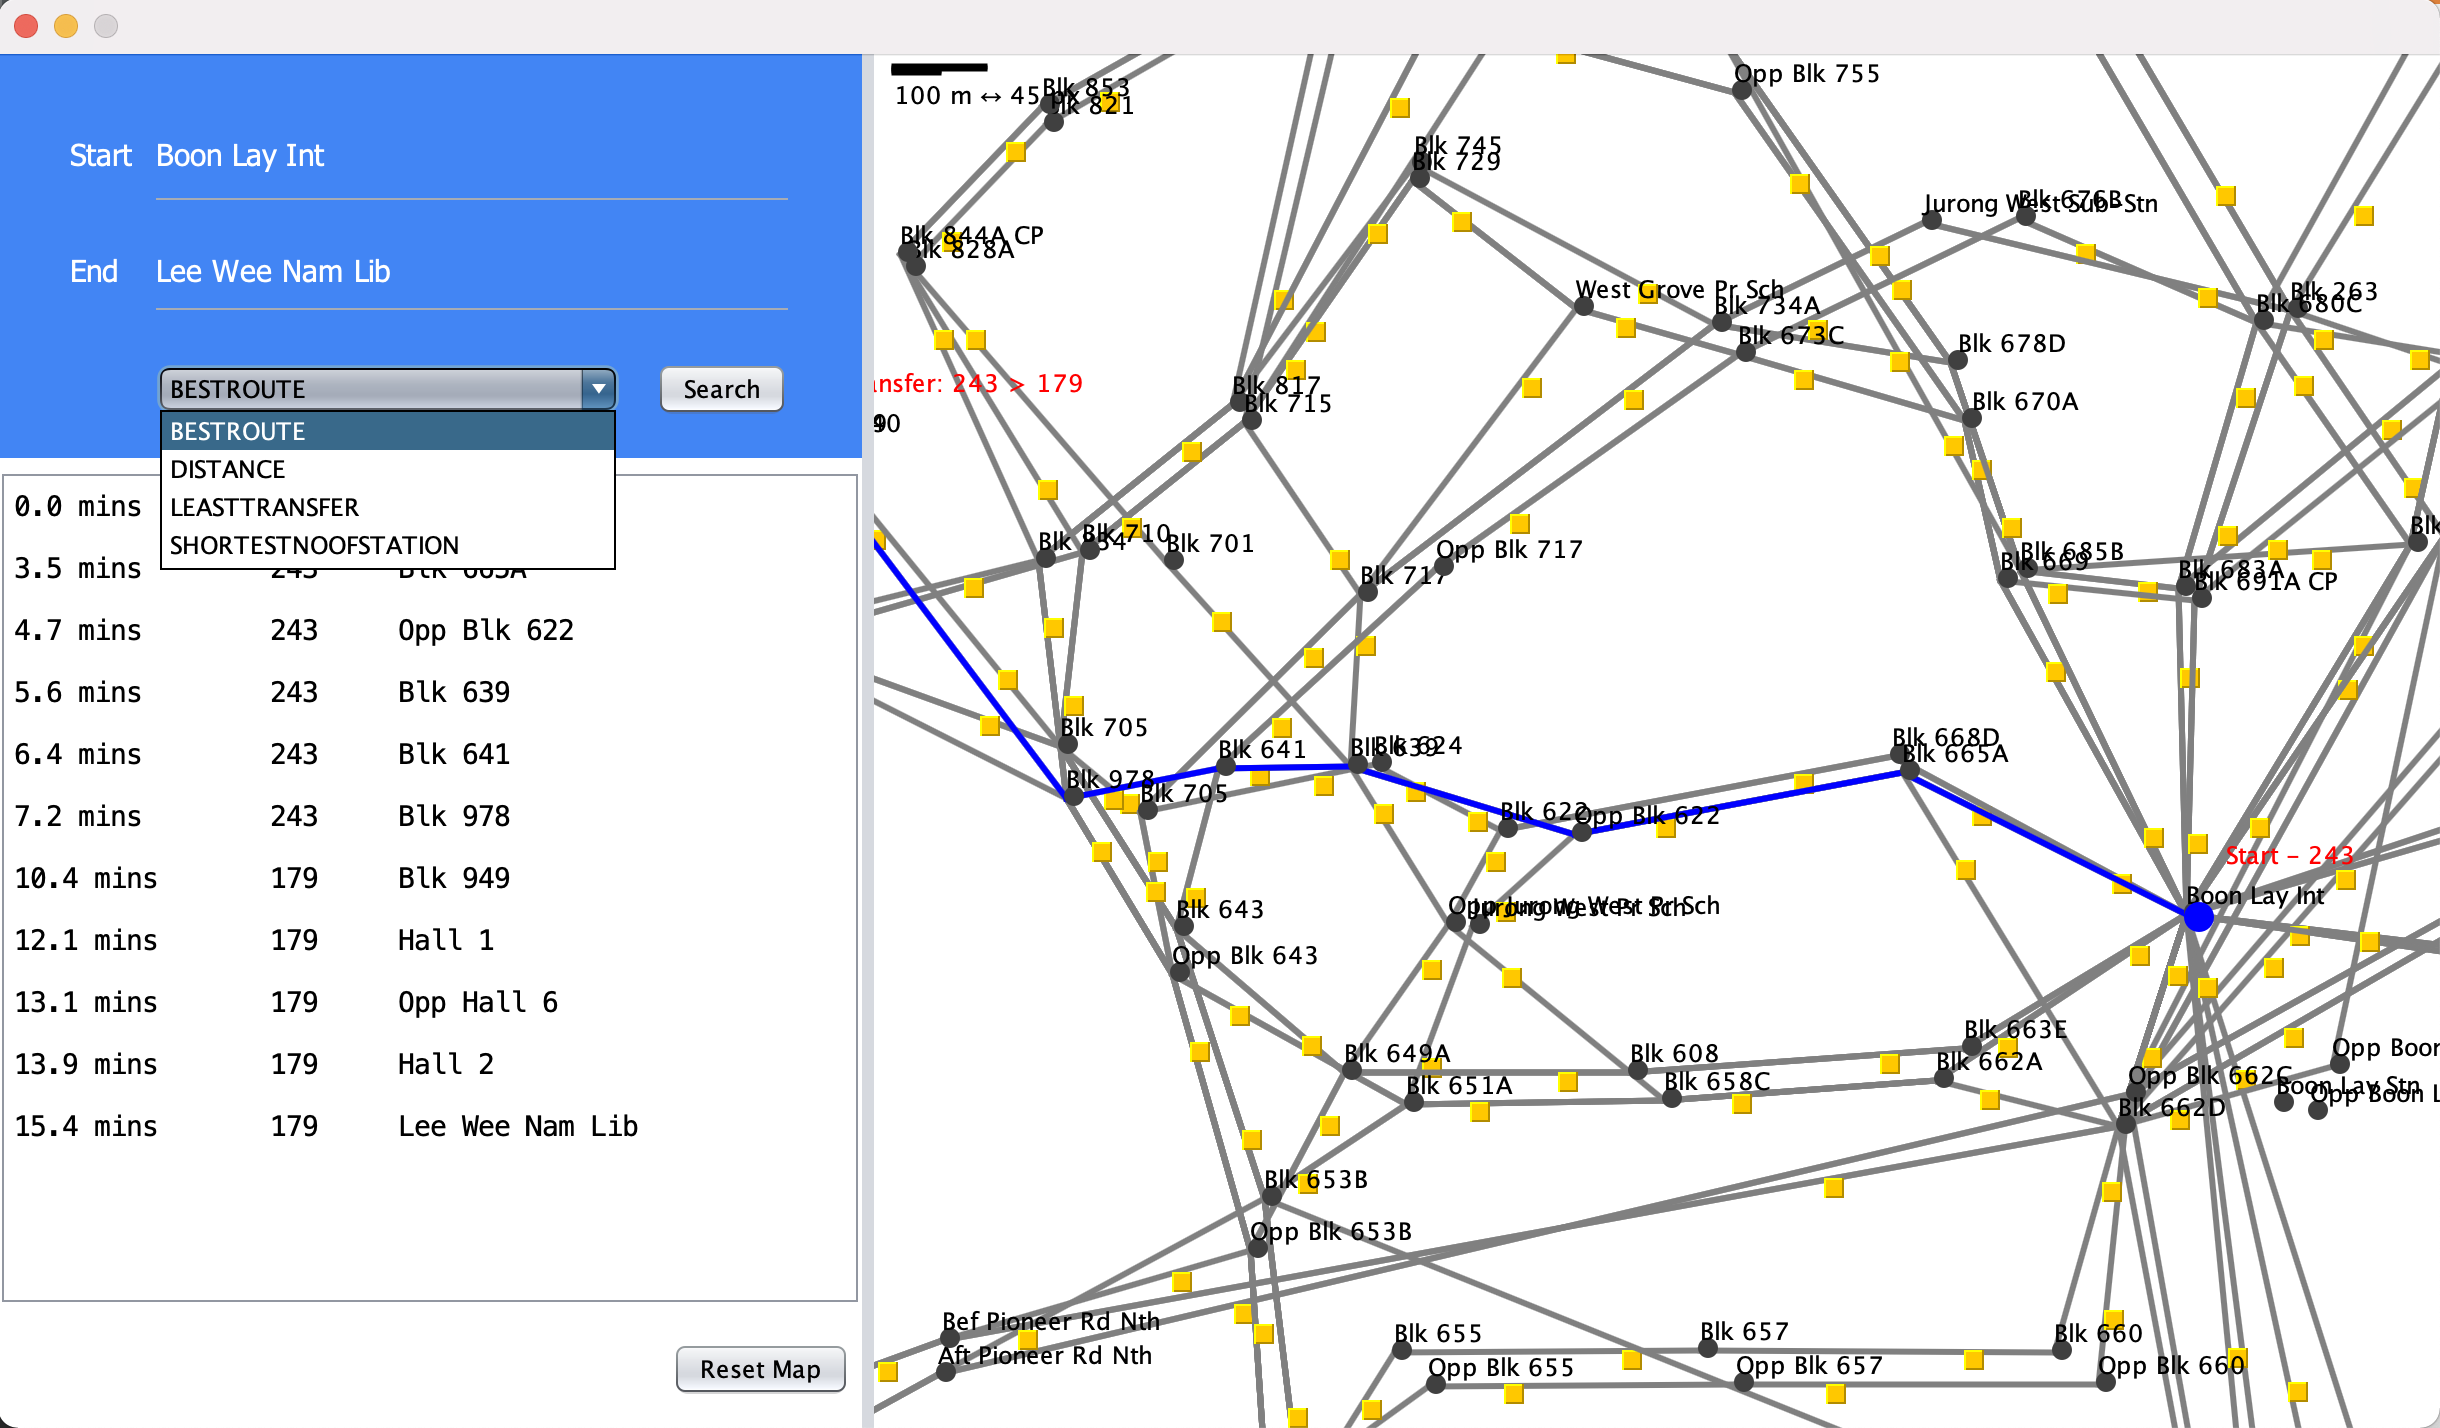 Start Boon Lay Int
End Lee Wee Nam Lib
BESTROUTE
Search
BESTROUTE
DISTANCE
LEASTTRANSFER
SHORTESTNOOFSTATION
0.0 mins
3.5 mins 243 Blk 665A
4.7 mins 243 Opp Blk 622
5.6 mins 243 Blk 639
6.4 mins 243 Blk 641
7.2 mins 243 Blk 978
10.4 mins 179 Blk 949
12.1 mins 179 Hall 1
13.1 mins 179 Opp Hall 6
13.9 mins 179 Hall 2
15.4 mins 179 Lee Wee Nam Lib
Reset Map
100 m ↔ 45 px
Blk 853
Blk 821
Opp Blk 755
Blk 745
Blk 729
Jurong West Sub-Stn
Blk 676B
Blk 844A CP
Blk 828A
West Grove Pr Sch
Blk 734A
Blk 673C
Blk 263
Blk 680C
Blk 678D
ansfer: 243 > 179
Blk 817
Blk 715
Blk 670A
Blk 710
Blk 701
Opp Blk 717
Blk 717
Blk 685B
Blk 669
Blk 683A
Blk 691A CP
Blk
Blk 705
Blk 641
Blk 639
Blk 624
Blk 668D
Blk 665A
Blk 978
Blk 705
Blk 622
Opp Blk 622
Start - 243
Boon Lay Int
Blk 643
Opp Jurong West Pr Sch
Jurong West Pr Sch
Opp Blk 643
Blk 649A
Blk 608
Blk 663E
Blk 662A
Opp Boon
Blk 651A
Blk 658C
Opp Blk 662C
Boon Lay Stn
Opp Boon L
Blk 662D
Blk 653B
Opp Blk 653B
Bef Pioneer Rd Nth
Aft Pioneer Rd Nth
Blk 655
Blk 657
Blk 660
Opp Blk 655
Opp Blk 657
Opp Blk 660